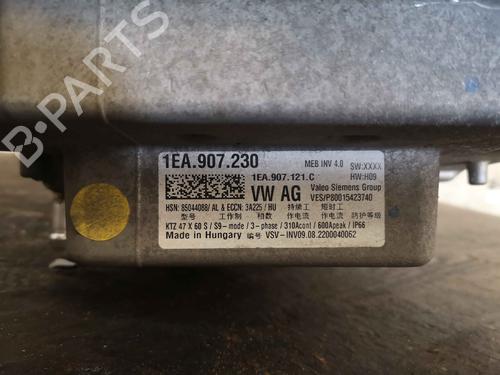 1EA.907.230
MEB INV 4.0
SW:XXXX
1EA.907.121.C
HW:H09
VW AG
Valeo Siemens Group
VES/P80015423740
HSN: 85044088/ AL & ECCN: 3A225 / HU
持续工 短时工
型号 工作制 相数 作电流 作电流 防护等级
KTZ 47 X 60 S / S9-mode / 3-phase / 310Acont / 600Apeak / IP66
Made in Hungary 编号 VSV-INV09.08.2200040062
B-PARTS